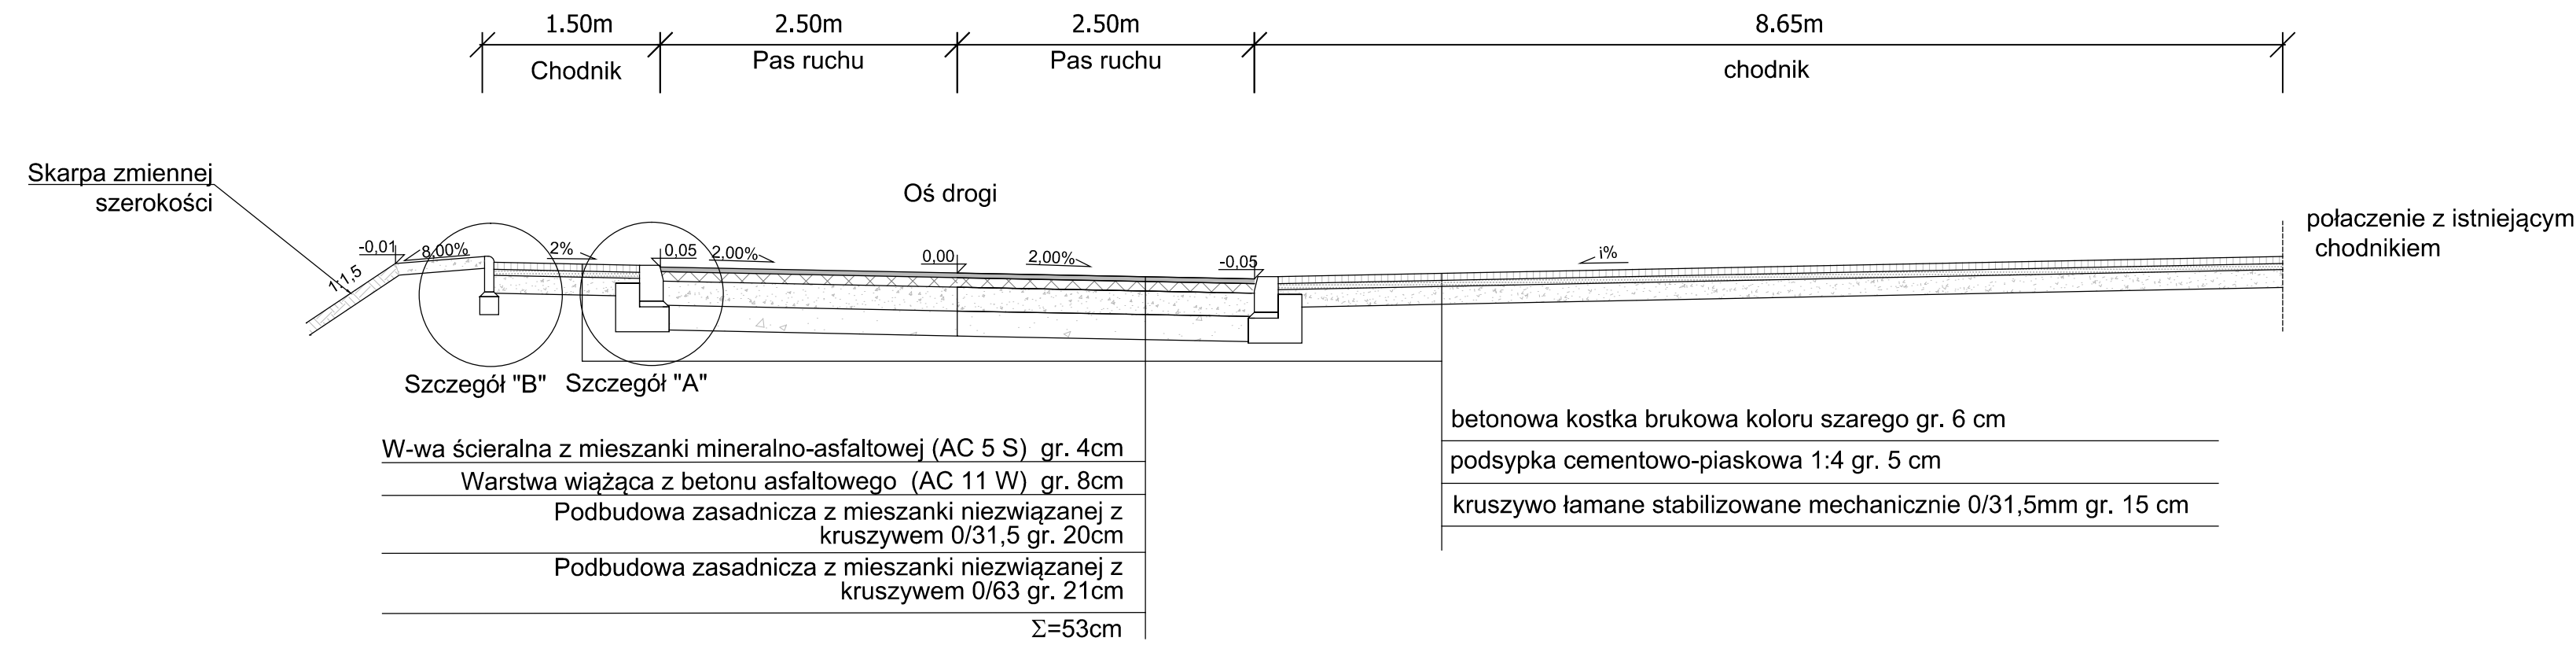 1.50m
2.50m
2.50m
8.65m
Chodnik
Pas ruchu
Pas ruchu
chodnik
Skarpa zmiennej
szerokości
Oś drogi
połaczenie z istniejącym
chodnikiem
-0,01
8,00%
2%
0,05
2,00%
0,00
2,00%
-0,05
i%
1:1,5
Szczegół "B"
Szczegół "A"
W-wa ścieralna z mieszanki mineralno-asfaltowej (AC 5 S) gr. 4cm
Warstwa wiążąca z betonu asfaltowego (AC 11 W) gr. 8cm
Podbudowa zasadnicza z mieszanki niezwiązanej z
kruszywem 0/31,5 gr. 20cm
Podbudowa zasadnicza z mieszanki niezwiązanej z
kruszywem 0/63 gr. 21cm
Σ=53cm
betonowa kostka brukowa koloru szarego gr. 6 cm
podsypka cementowo-piaskowa 1:4 gr. 5 cm
kruszywo łamane stabilizowane mechanicznie 0/31,5mm gr. 15 cm